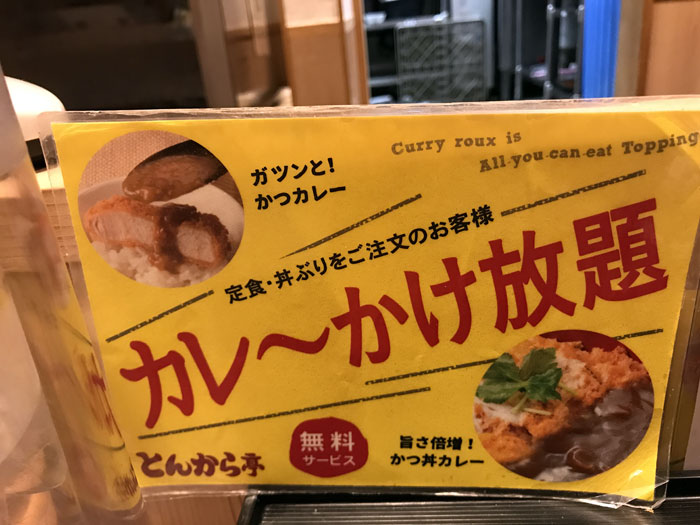 Curry roux is
All-you-can-eat Topping
ガツンと!
かつカレー
定食・丼ぶりをご注文のお客様
カレ〜かけ放題
とんから亭
無料
サービス
旨さ倍増!
かつ丼カレー